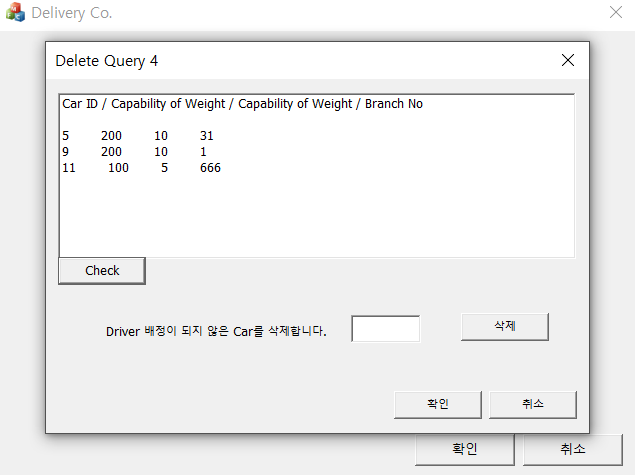 Delivery Co.
Delete Query 4
Car ID / Capability of Weight / Capability of Weight / Branch No
5 200 10 31
9 200 10 1
11 100 5 666
Check
Driver 배정이 되지 않은 Car를 삭제합니다.
삭제
확인 취소
확인 취소